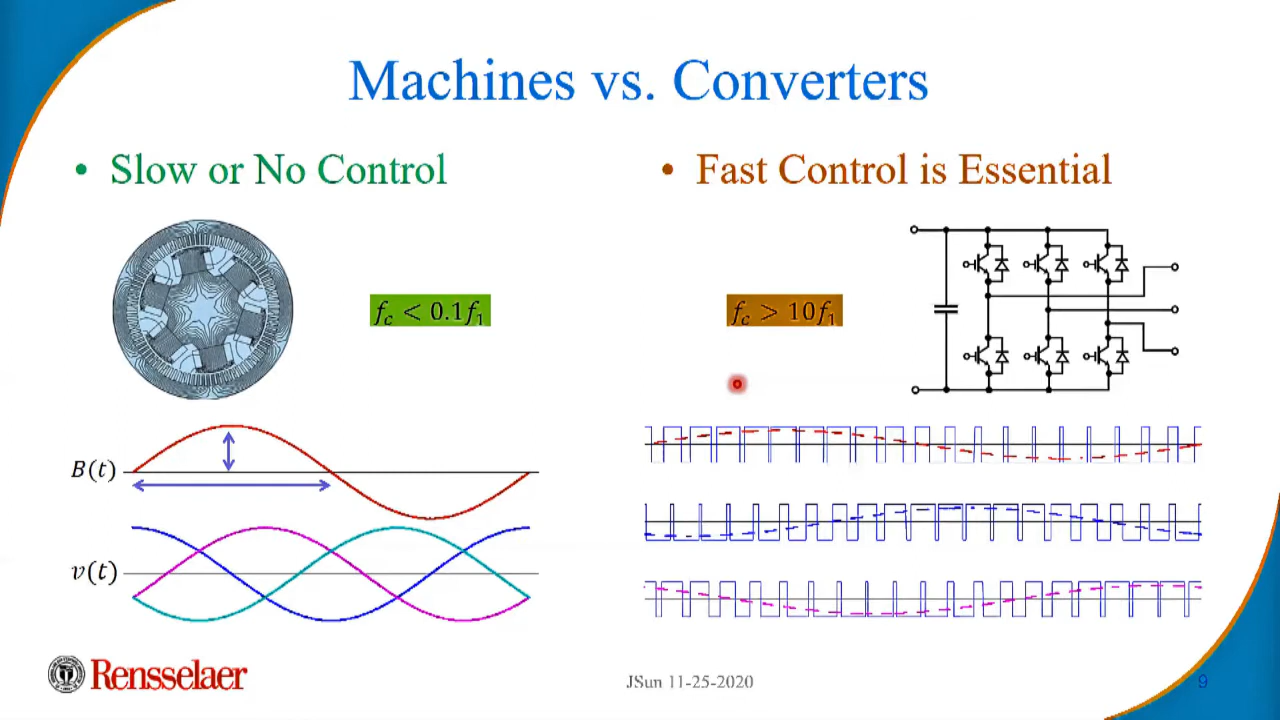 Machines vs. Converters
• Slow or No Control
• Fast Control is Essential
f_c < 0.1f_1
f_c > 10f_1
B(t)
v(t)
Rensselaer
JSun 11-25-2020
9